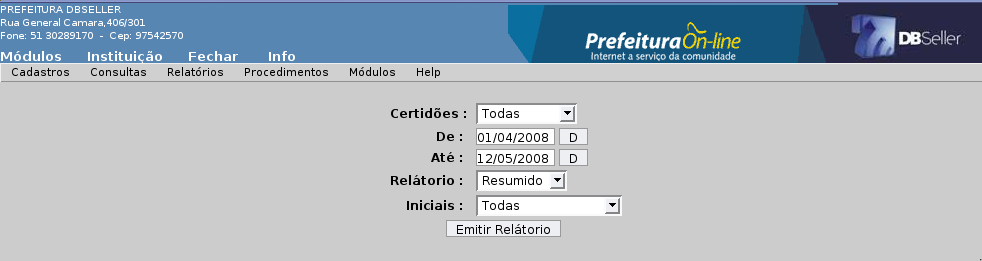 PREFEITURA DBSELLER
Rua General Camara,406/301
Fone: 51 30289170 - Cep: 97542570
Módulos Instituição Fechar Info
Prefeitura On-line
Internet a serviço da comunidade
DBSeller
Cadastros Consultas Relatórios Procedimentos Módulos Help
Certidões : Todas
De : 01/04/2008 D
Até : 12/05/2008 D
Relátorio : Resumido
Iniciais : Todas
Emitir Relátorio